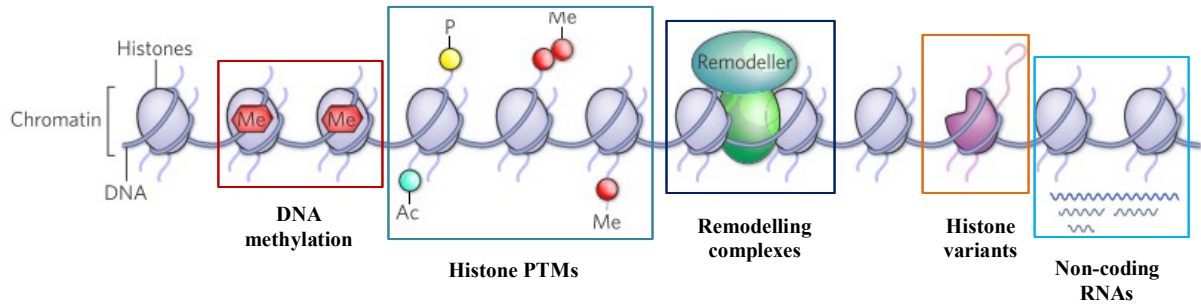 Histones
Chromatin
DNA
Me
Me
P
Ac
Me
Me
Remodeller
DNA
methylation
Histone PTMs
Remodelling
complexes
Histone
variants
Non-coding
RNAs